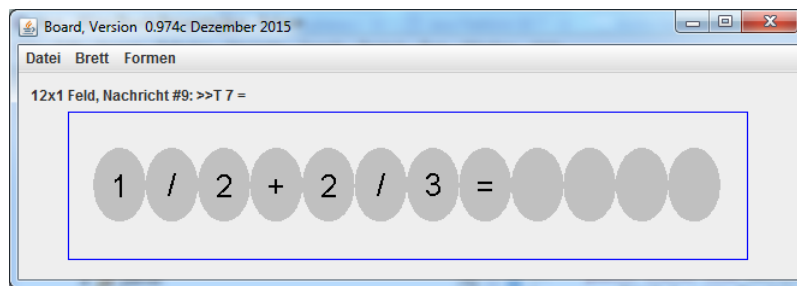 Board, Version 0.974c Dezember 2015
Datei Brett Formen
12x1 Feld, Nachricht #9: >>T 7 =
1 / 2 + 2 / 3 =